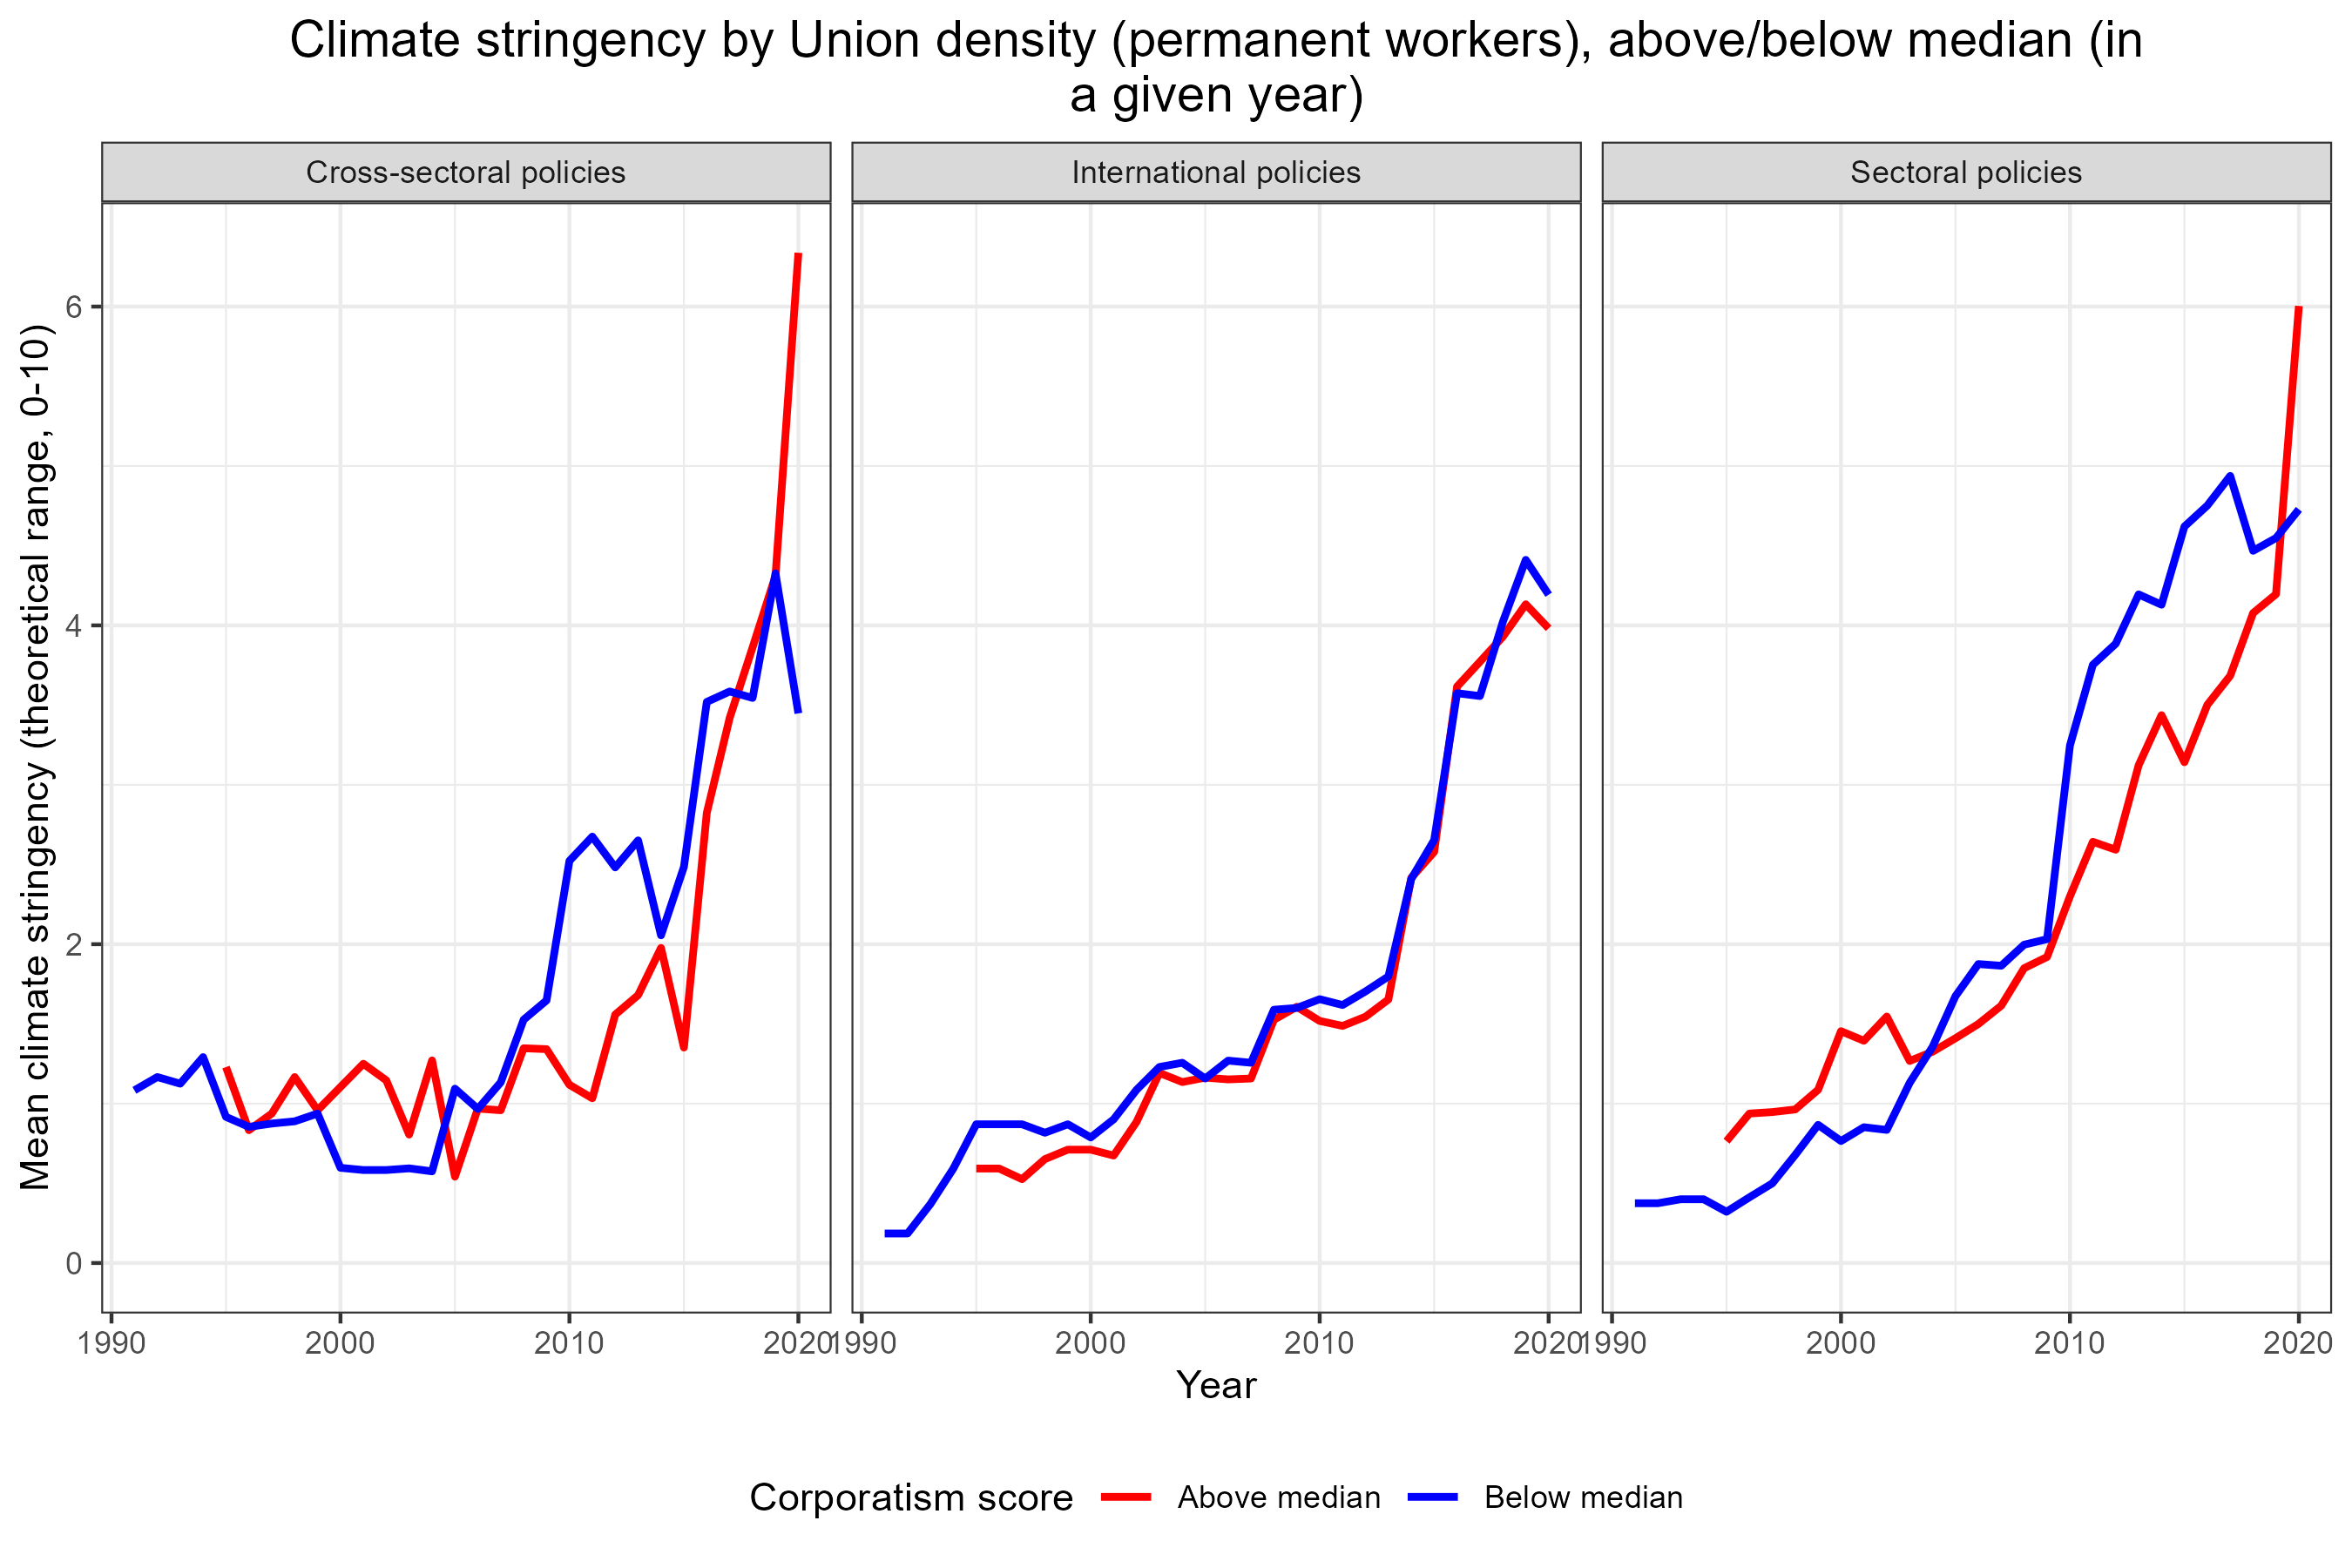 Climate stringency by Union density (permanent workers), above/below median (in
a given year)
Cross-sectoral policies
International policies
Sectoral policies
Mean climate stringency (theoretical range, 0-10)
6
4
2
0
1990 2000 2010 2020
1990 2000 2010 2020
1990 2000 2010 2020
Year
Corporatism score Above median Below median